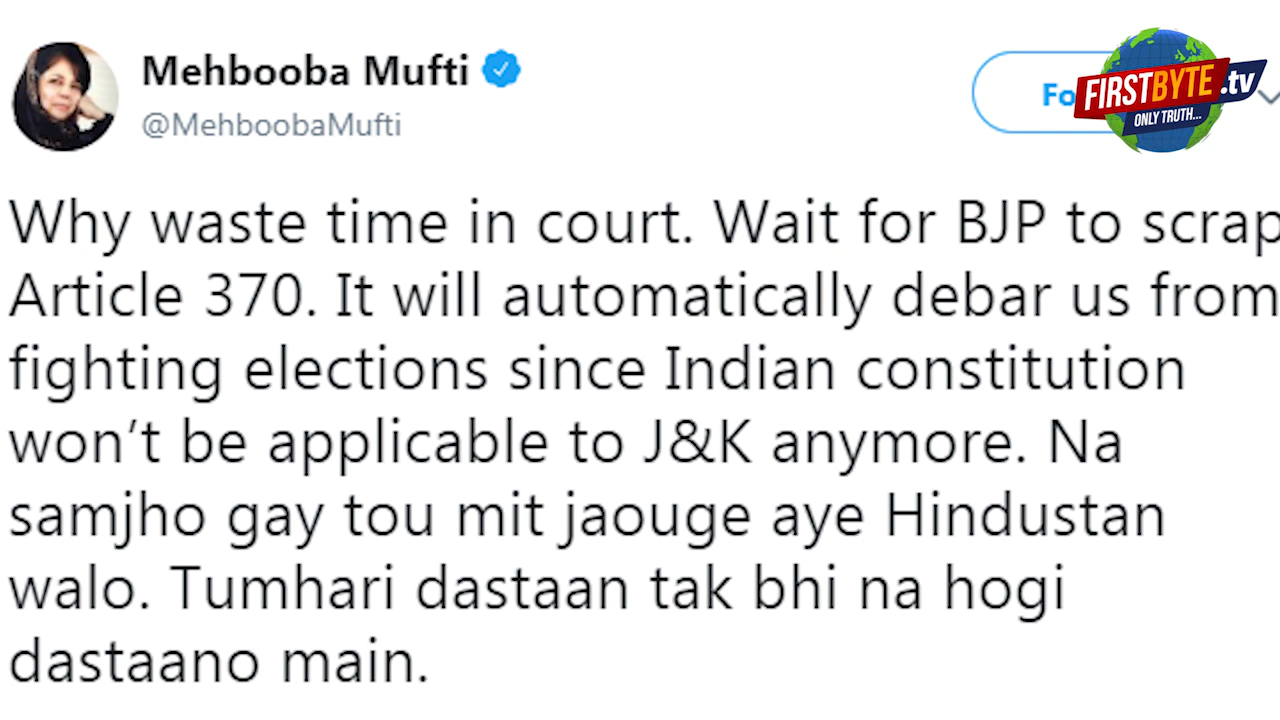 Mehbooba Mufti
@MehboobaMufti
Fo
FIRSTBYTE.tv
ONLY TRUTH...
Why waste time in court. Wait for BJP to scrap
Article 370. It will automatically debar us from
fighting elections since Indian constitution
won’t be applicable to J&K anymore. Na
samjho gay tou mit jaouge aye Hindustan
walo. Tumhari dastaan tak bhi na hogi
dastaano main.